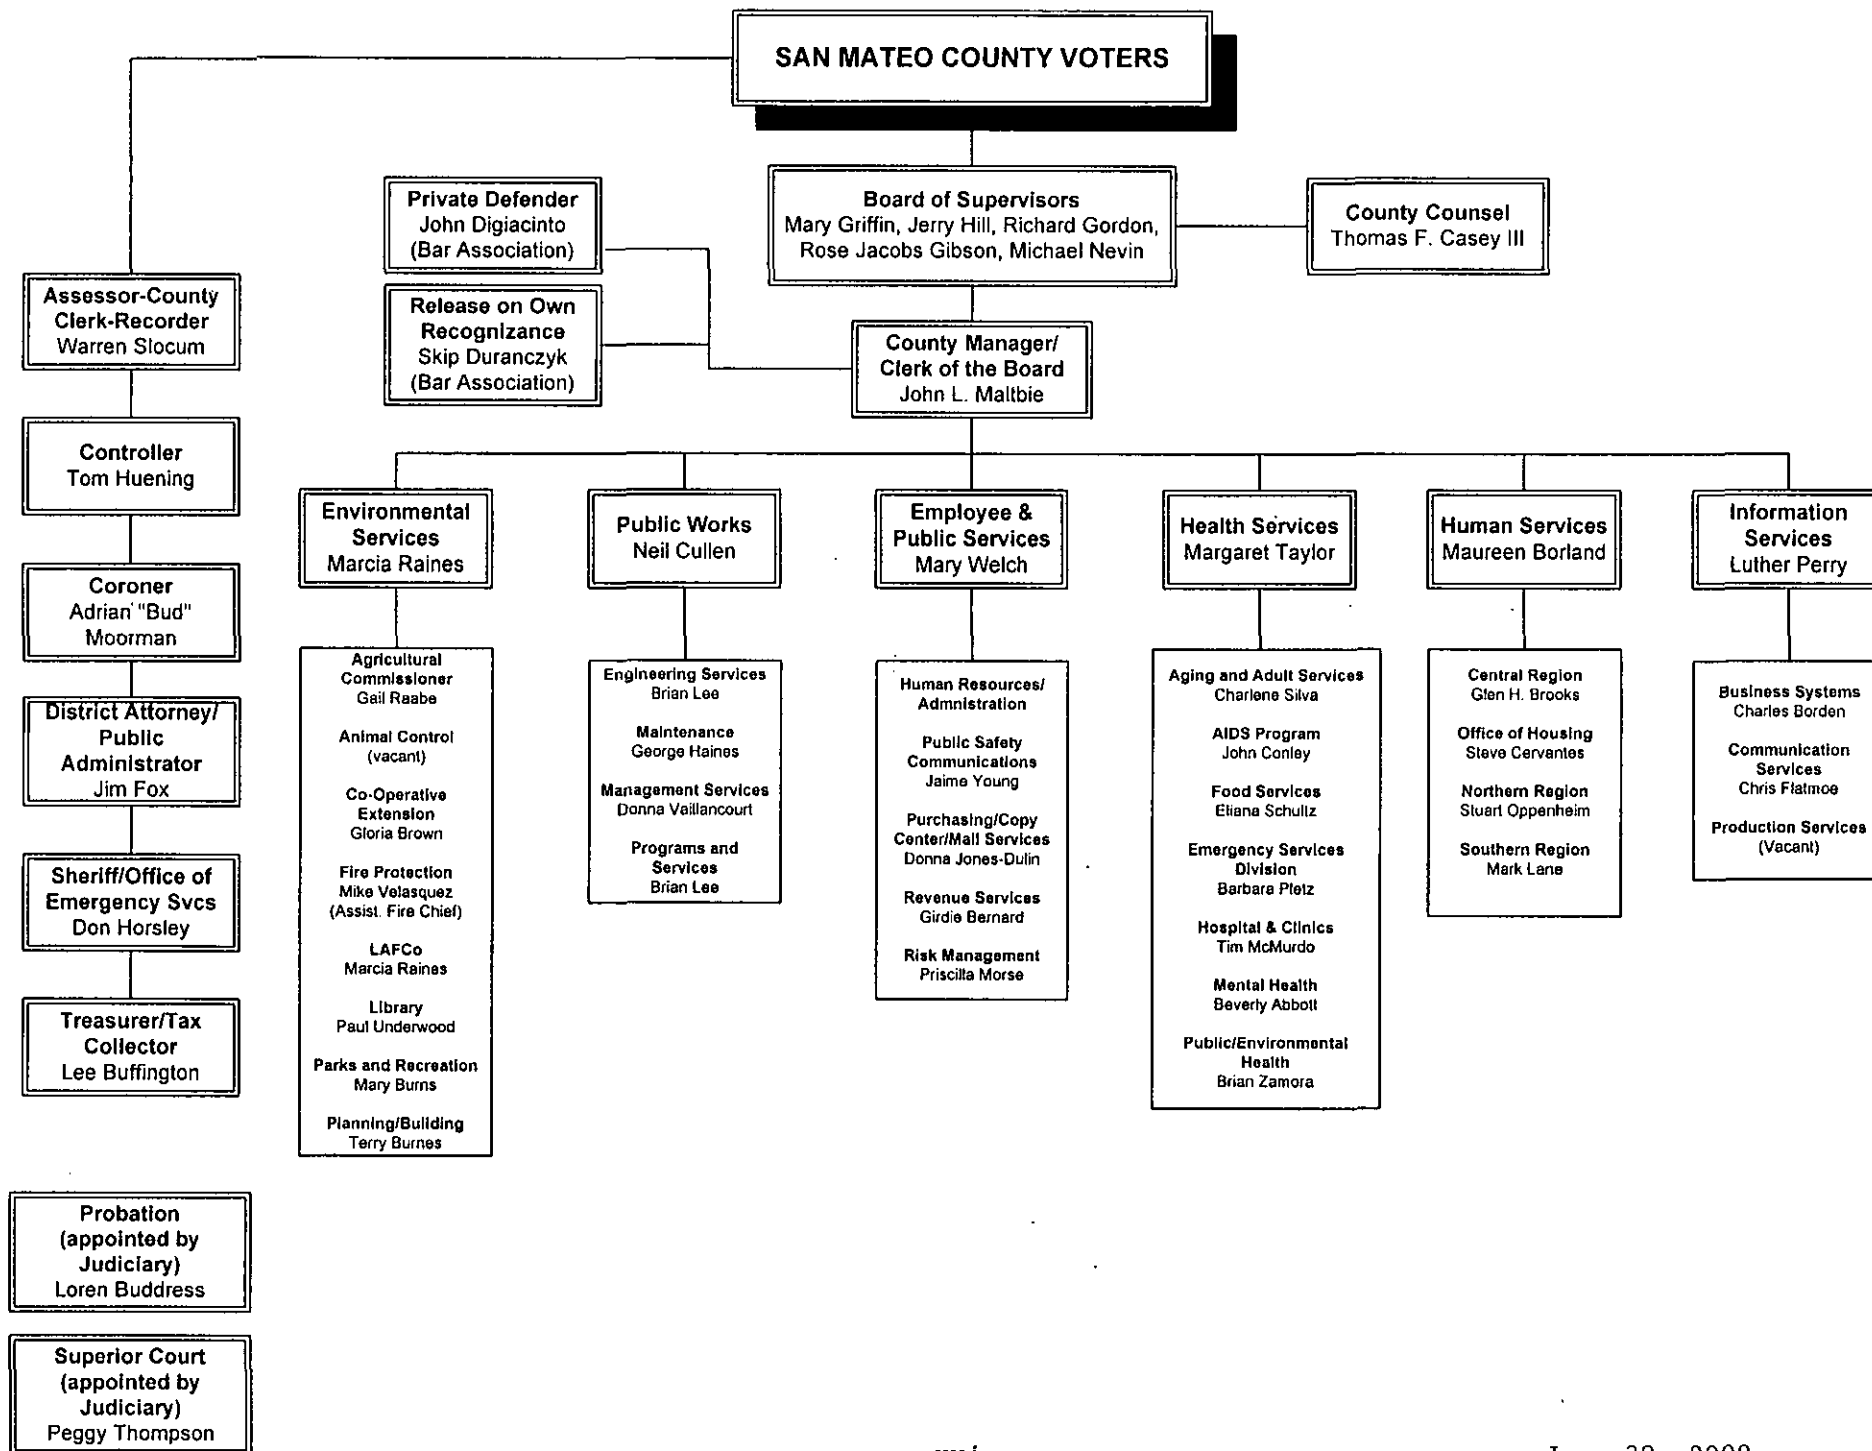 SAN MATEO COUNTY VOTERS
Private Defender
John Digiacinto
(Bar Association)
Board of Supervisors
Mary Griffin, Jerry Hill, Richard Gordon,
Rose Jacobs Gibson, Michael Nevin
County Counsel
Thomas F. Casey III
Release on Own
Recognizance
Skip Duranczyk
(Bar Association)
County Manager/
Clerk of the Board
John L. Maltbie
Assessor-County
Clerk-Recorder
Warren Slocum
Controller
Tom Huening
Coroner
Adrian "Bud"
Moorman
District Attorney/
Public
Administrator
Jim Fox
Sheriff/Office of
Emergency Svcs
Don Horsley
Treasurer/Tax
Collector
Lee Buffington
Environmental
Services
Marcia Raines
Agricultural
Commissioner
Gail Raabe
Animal Control
(vacant)
Co-Operative
Extension
Gloria Brown
Fire Protection
Mike Velasquez
(Assist. Fire Chief)
LAFCo
Marcia Raines
Library
Paul Underwood
Parks and Recreation
Mary Burns
Planning/Building
Terry Burnes
Public Works
Neil Cullen
Engineering Services
Brian Lee
Maintenance
George Haines
Management Services
Donna Vaillancourt
Programs and
Services
Brian Lee
Employee &
Public Services
Mary Welch
Human Resources/
Admnistration
Public Safety
Communications
Jaime Young
Purchasing/Copy
Center/Mail Services
Donna Jones-Dulin
Revenue Services
Girdie Bernard
Risk Management
Priscilla Morse
Health Services
Margaret Taylor
Aging and Adult Services
Charlene Silva
AIDS Program
John Conley
Food Services
Eliana Schultz
Emergency Services
Division
Barbara Pletz
Hospital & Clinics
Tim McMurdo
Mental Health
Beverly Abbott
Public/Environmental
Health
Brian Zamora
Human Services
Maureen Borland
Central Region
Glen H. Brooks
Office of Housing
Steve Cervantes
Northern Region
Stuart Oppenheim
Southern Region
Mark Lane
Information
Services
Luther Perry
Business Systems
Charles Borden
Communication
Services
Chris Flatmoe
Production Services
(Vacant)
Probation
(appointed by
Judiciary)
Loren Buddress
Superior Court
(appointed by
Judiciary)
Peggy Thompson